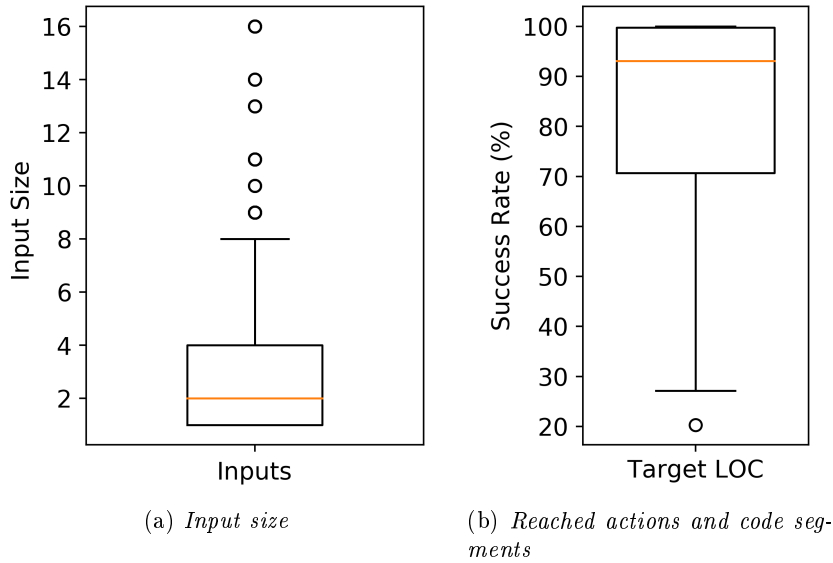 16
14
12
10
8
6
4
2
Input Size
Inputs
(a) Input size
100
90
80
70
60
50
40
30
20
Success Rate (%)
Target LOC
(b) Reached actions and code seg-
ments